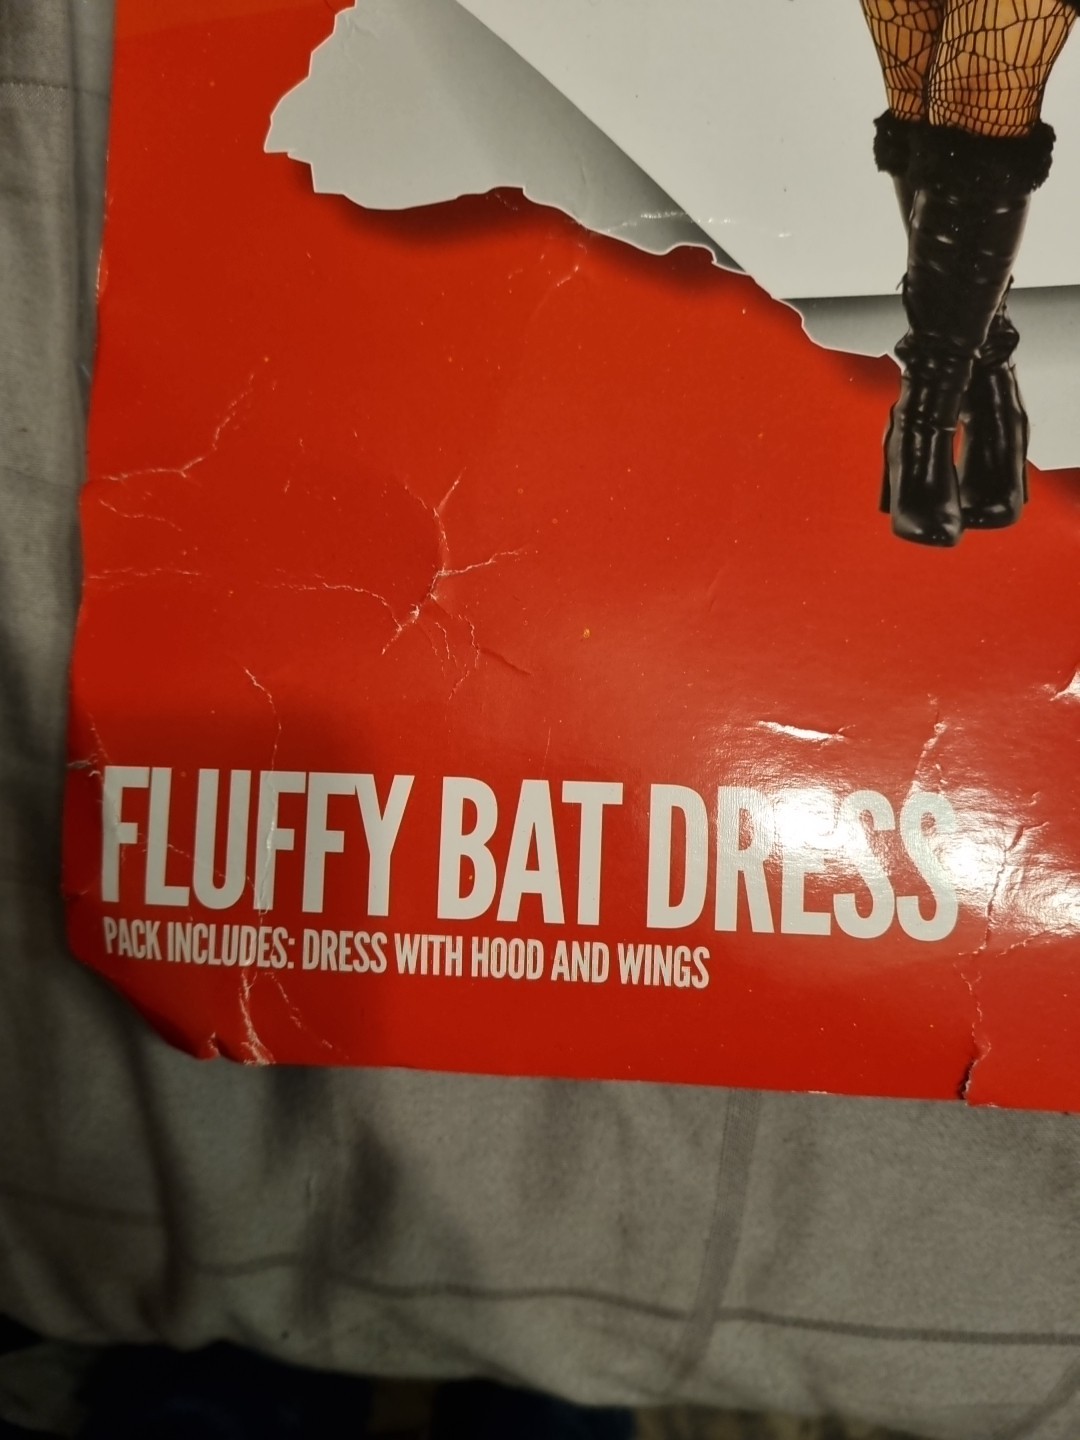 FLUFFY BAT DRESS
PACK INCLUDES: DRESS WITH HOOD AND WINGS